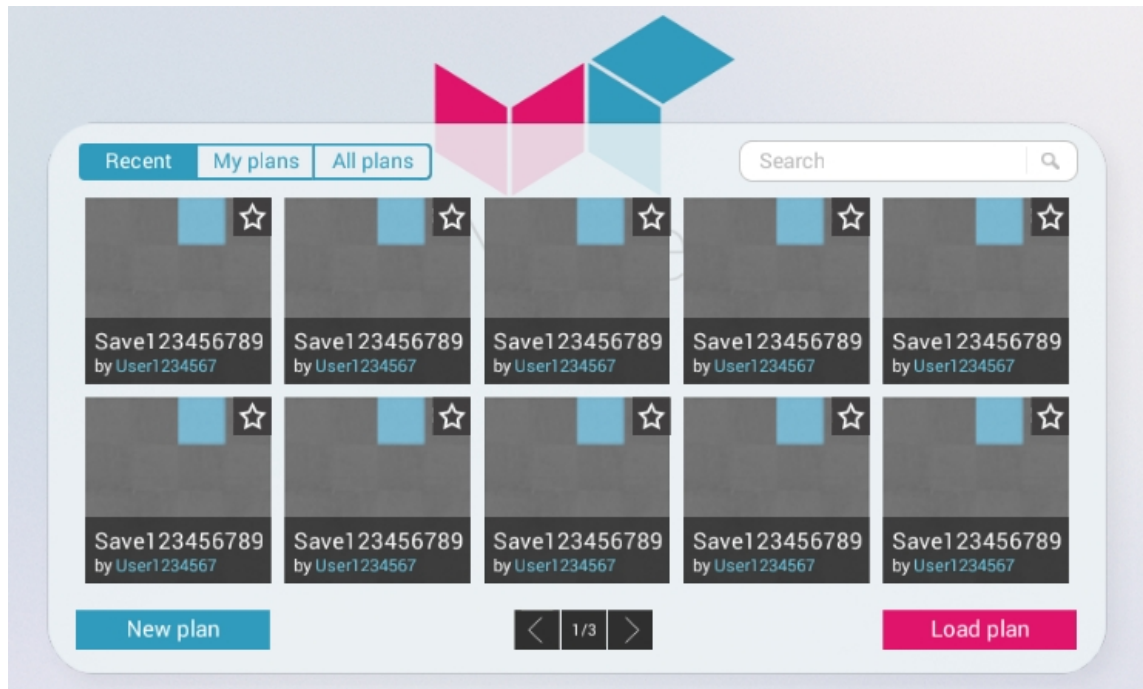 Recent My plans All plans Search
Save123456789 Save123456789 Save123456789 Save123456789 Save123456789
by User1234567 by User1234567 by User1234567 by User1234567 by User1234567
Save123456789 Save123456789 Save123456789 Save123456789 Save123456789
by User1234567 by User1234567 by User1234567 by User1234567 by User1234567
New plan 1/3 Load plan